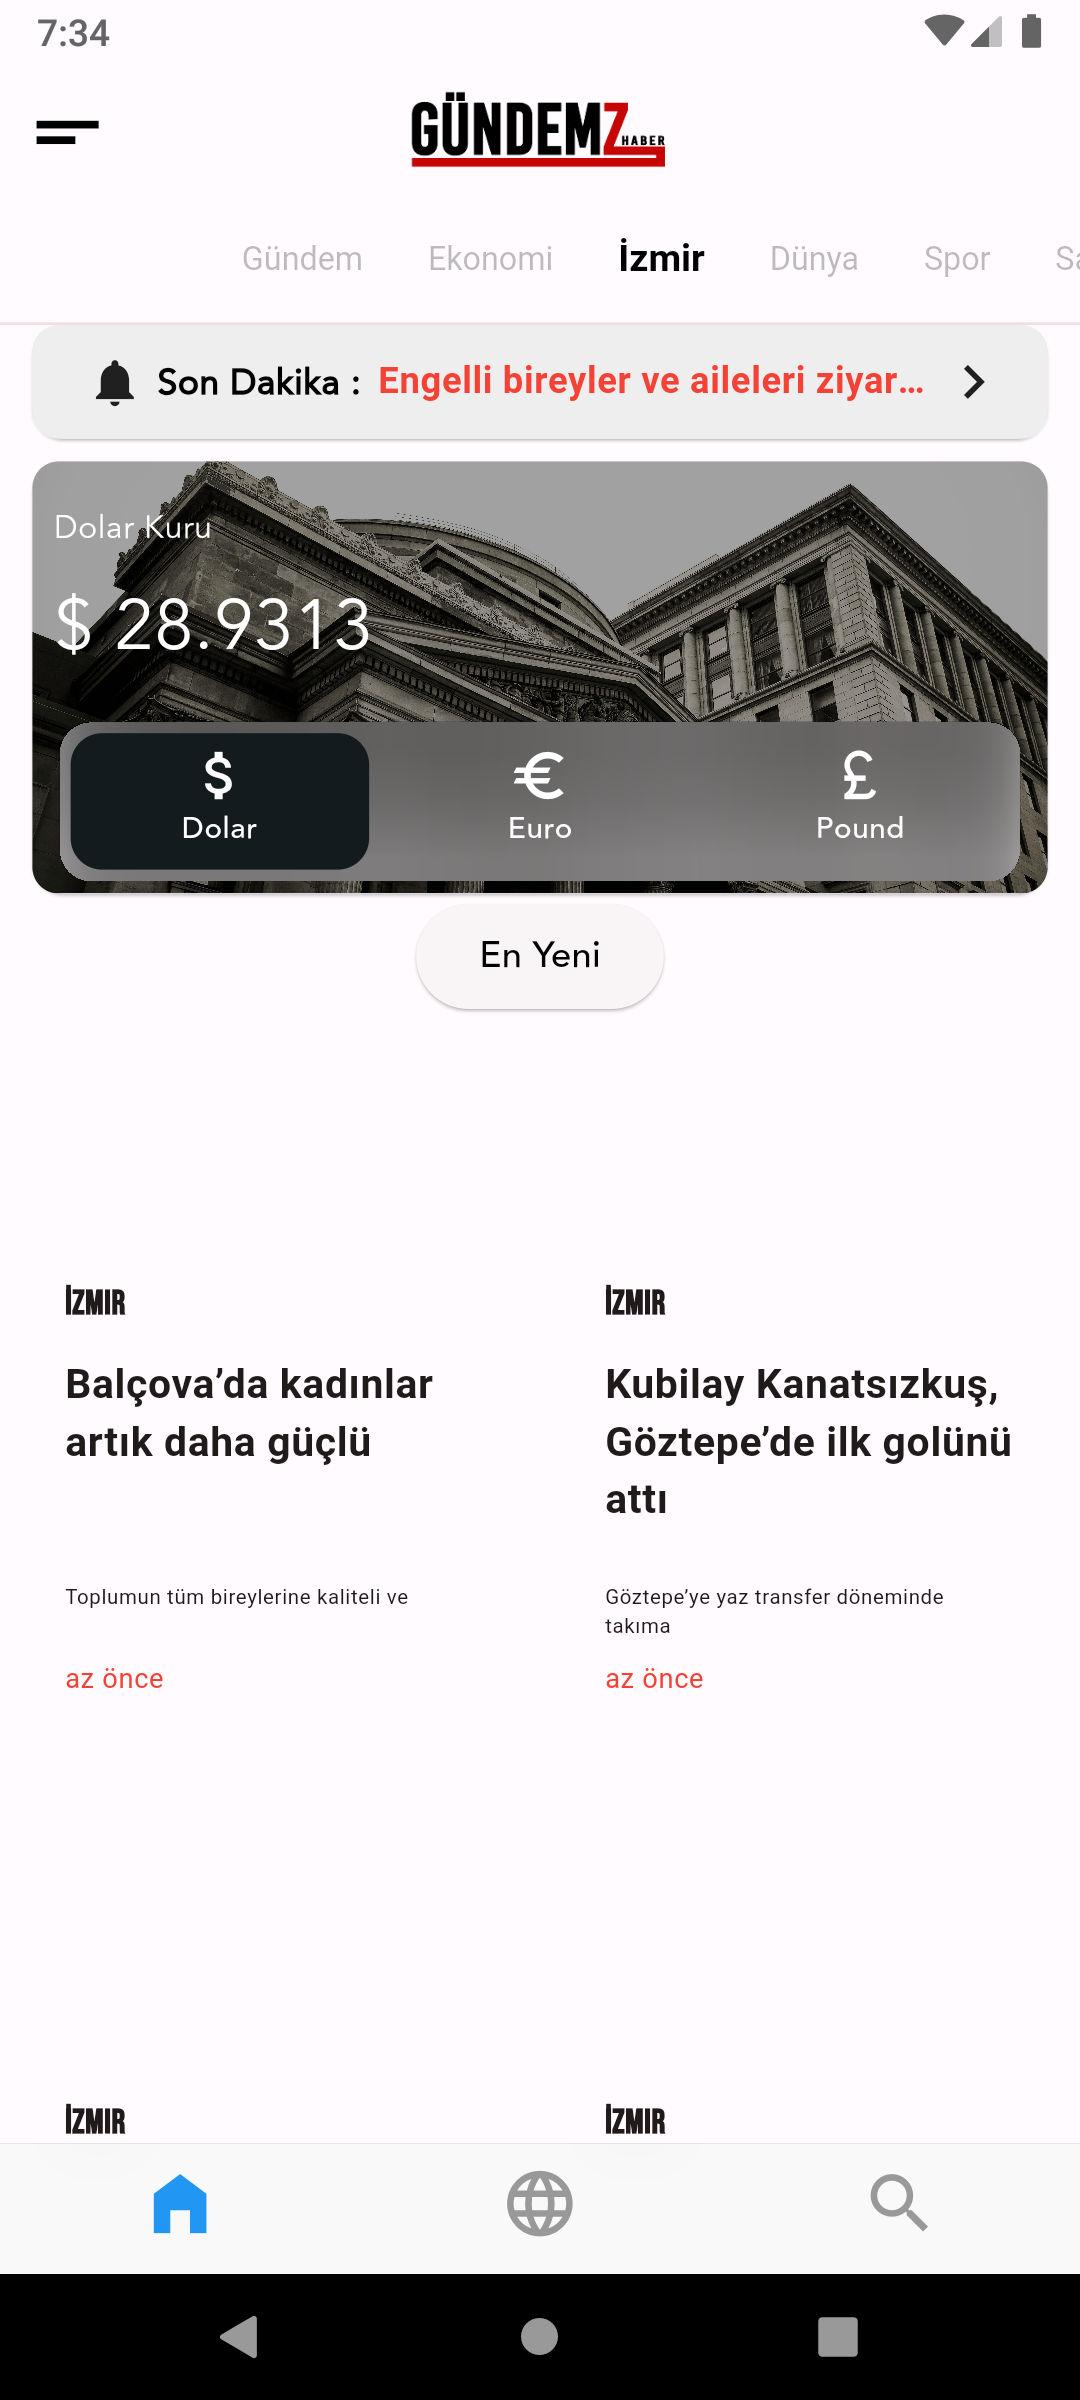 7:34
GÜNDEMZ HABER
Gündem Ekonomi İzmir Dünya Spor Sa
Son Dakika : Engelli bireyler ve aileleri ziyar...
Dolar Kuru
$ 28.9313
$ € £
Dolar Euro Pound
En Yeni
İZMIR
Balçova’da kadınlar
artık daha güçlü
Toplumun tüm bireylerine kaliteli ve
az önce
İZMIR
Kubilay Kanatsızkuş,
Göztepe’de ilk golünü
attı
Göztepe’ye yaz transfer döneminde
takıma
az önce
İZMIR
İZMIR